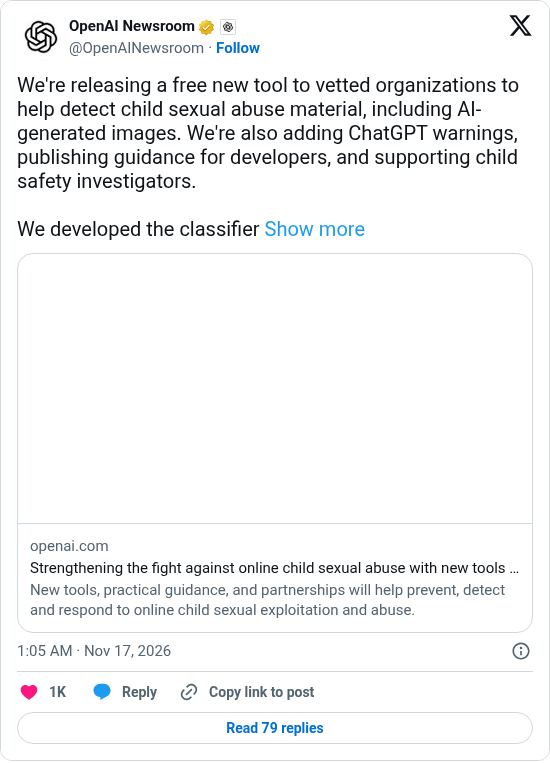 OpenAI Newsroom
@OpenAINewsroom · Follow
We're releasing a free new tool to vetted organizations to
help detect child sexual abuse material, including AI-
generated images. We're also adding ChatGPT warnings,
publishing guidance for developers, and supporting child
safety investigators.
We developed the classifier Show more
openai.com
Strengthening the fight against online child sexual abuse with new tools ...
New tools, practical guidance, and partnerships will help prevent, detect
and respond to online child sexual exploitation and abuse.
1:05 AM · Nov 17, 2026
1K Reply Copy link to post
Read 79 replies